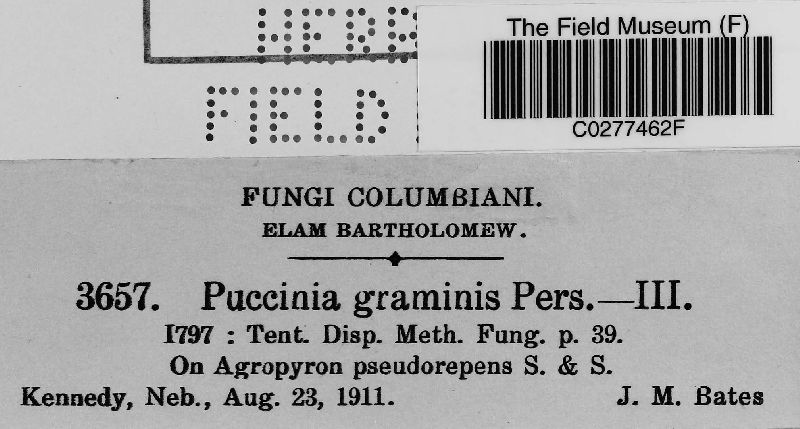 HERB
FIELD
The Field Museum (F)
C0277462F
FUNGI COLUMBIANI.
ELAM BARTHOLOMEW.
3657. Puccinia graminis Pers.—III.
1797 : Tent. Disp. Meth. Fung. p. 39.
On Agropyron pseudorepens S. & S.
Kennedy, Neb., Aug. 23, 1911. J. M. Bates